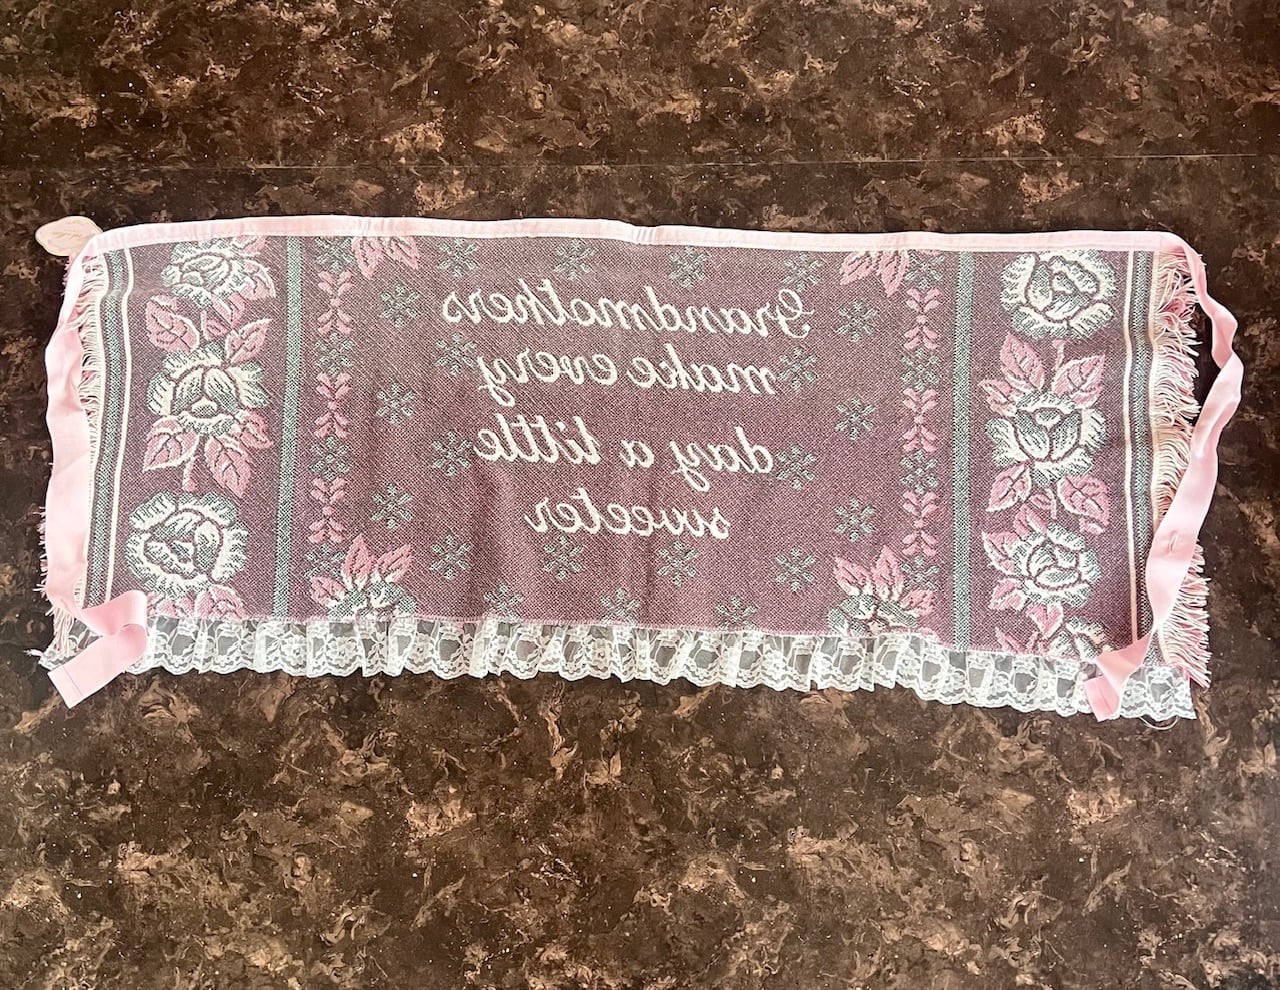 Grandmothers
make every
day a little
sweeter